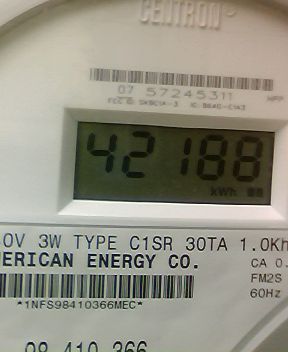 CENTRON
07 57245311
42188
kWh
0V 3W TYPE C1SR 30TA 1.0Kh
ERICAN ENERGY CO.
CA 0.
FM2S
60Hz
*1NFS98410366MEC*
98 410 366